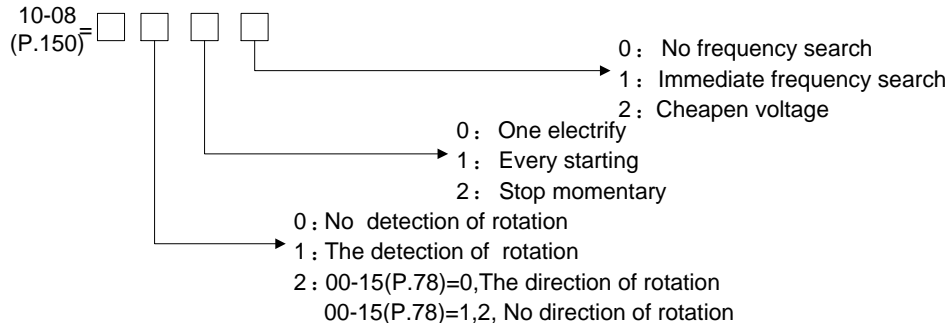 10-08
(P.150)=
0： No frequency search
1： Immediate frequency search
2：Cheapen voltage
0： One electrify
1： Every starting
2： Stop momentary
0：No detection of rotation
1：The detection of rotation
2：00-15(P.78)=0,The direction of rotation
00-15(P.78)=1,2, No direction of rotation